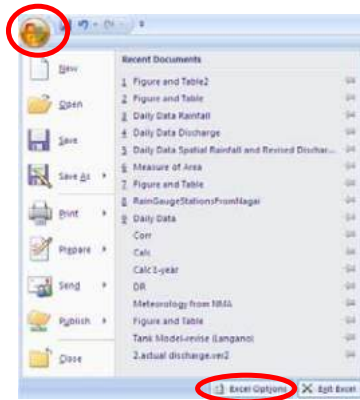 Recent Documents
New
1 Figure and Table2
2 Figure and Table
Open
3 Daily Data Rainfall
4 Daily Data Discharge
Save
5 Daily Data Spatial Rainfall and Revised Dischar...
6 Measure of Area
Save As
7 Figure and Table
8 RainGaugeStationsFromNagai
Print
9 Daily Data
Corr
Prepare
Calc
Calc 1-year
Send
DR
Meteorology from NMA
Publish
Figure and Table
Tank Model-revise (Langano)
Close
2.actual discharge.ver2
Excel Options
Exit Excel